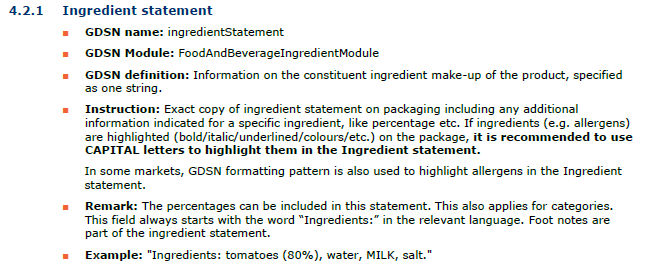 4.2.1 Ingredient statement
▪ GDSN name: ingredientStatement
▪ GDSN Module: FoodAndBeverageIngredientModule
▪ GDSN definition: Information on the constituent ingredient make-up of the product, specified
as one string.
▪ Instruction: Exact copy of ingredient statement on packaging including any additional
information indicated for a specific ingredient, like percentage etc. If ingredients (e.g. allergens)
are highlighted (bold/italic/underlined/colours/etc.) on the package, it is recommended to use
CAPITAL letters to highlight them in the Ingredient statement.
In some markets, GDSN formatting pattern is also used to highlight allergens in the Ingredient
statement.
▪ Remark: The percentages can be included in this statement. This also applies for categories.
This field always starts with the word “Ingredients:” in the relevant language. Foot notes are
part of the ingredient statement.
▪ Example: "Ingredients: tomatoes (80%), water, MILK, salt."